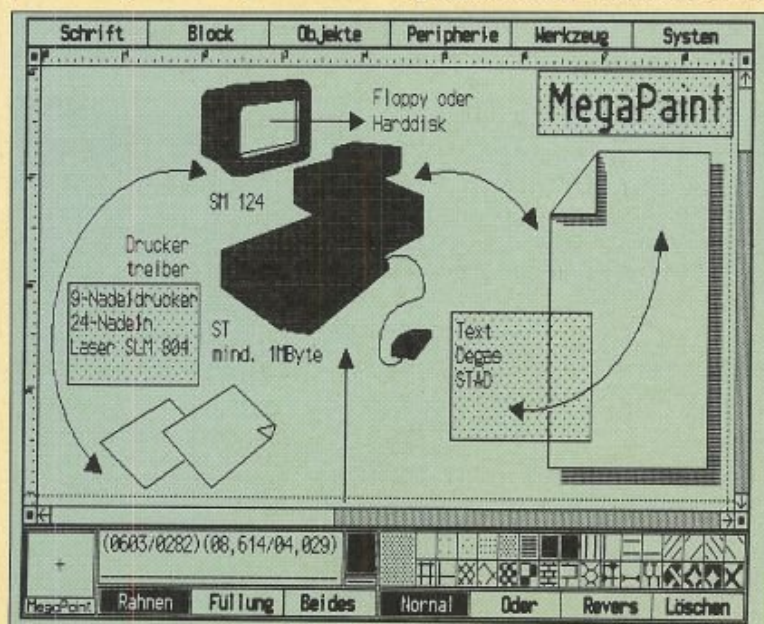 Schrift Block Objekte Peripherie Werkzeug System
Floppy oder
Harddisk
MegaPaint
SM 124
Drucker
treiber
9-Nadeldrucker
24-Nadeln
Laser SLM 804
ST
mind. 1MByte
Text
Degas
STAD
(0603/0282)(08,614/04,029)
MegaPaint
Rahmen Füllung Beides Normal Oder Revers Löschen